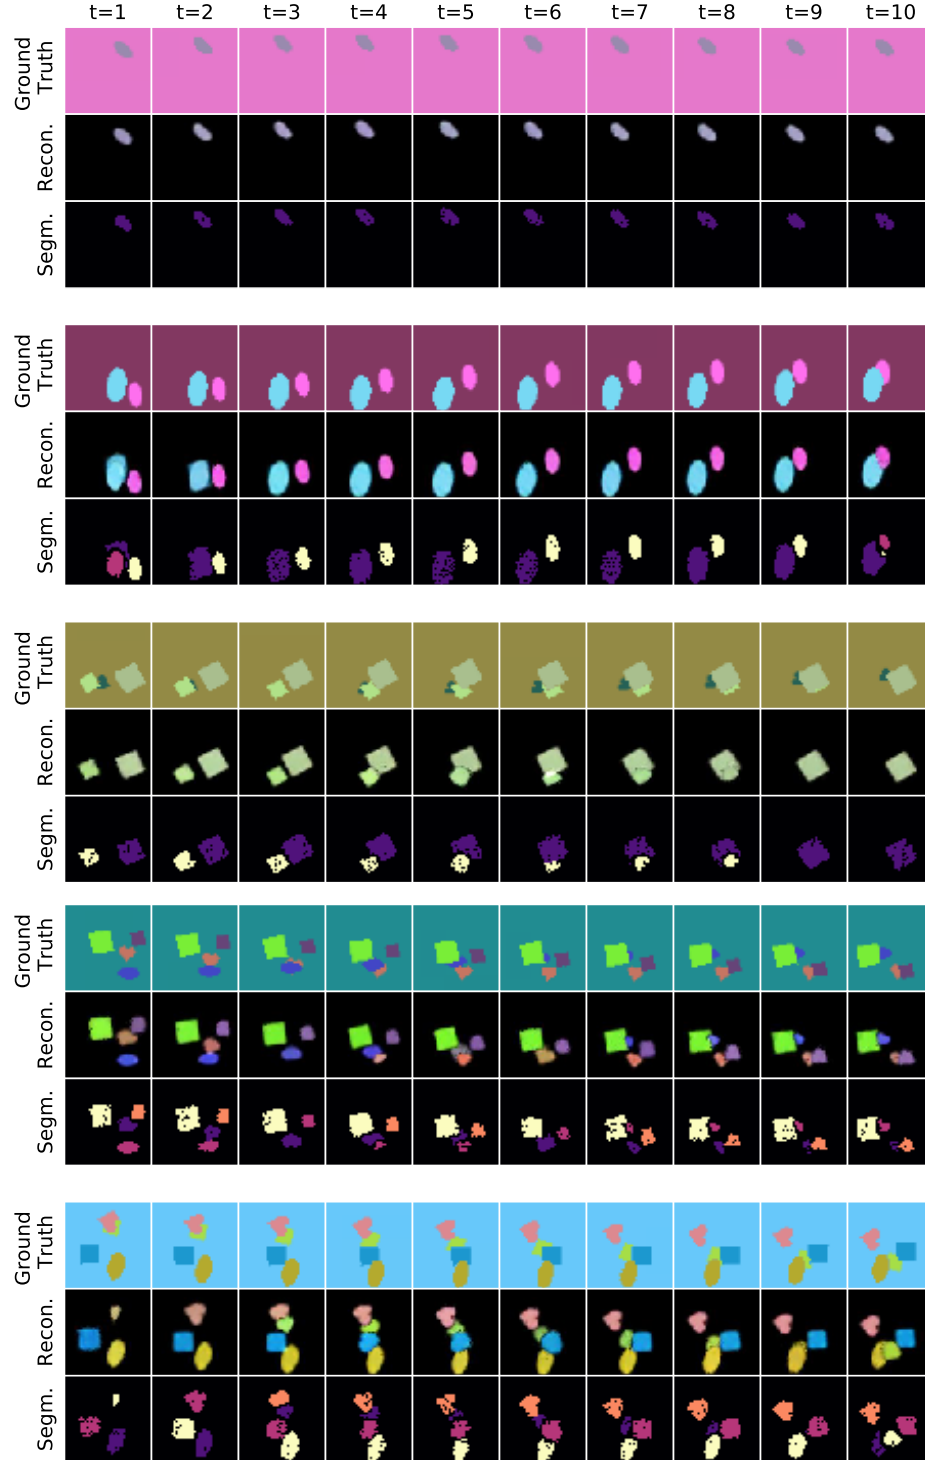 t=1 t=2 t=3 t=4 t=5 t=6 t=7 t=8 t=9 t=10
Ground
Truth
Recon.
Segm.
Ground
Truth
Recon.
Segm.
Ground
Truth
Recon.
Segm.
Ground
Truth
Recon.
Segm.
Ground
Truth
Recon.
Segm.